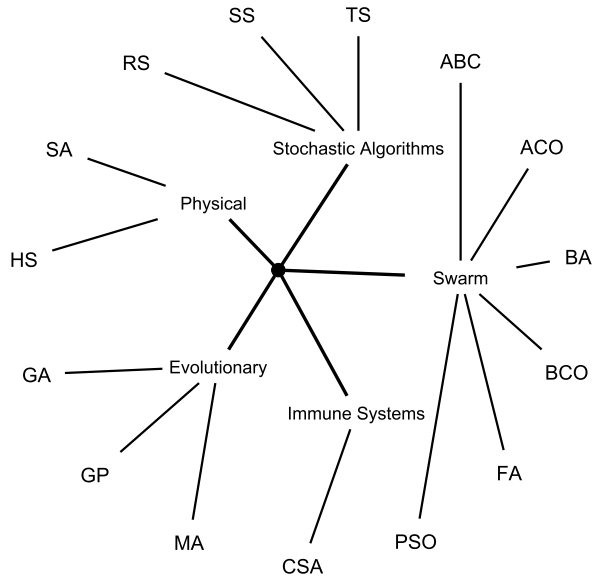 SS
TS
RS
ABC
Stochastic Algorithms
SA
ACO
Physical
HS
BA
Swarm
GA
Evolutionary
BCO
Immune Systems
GP
FA
MA
PSO
CSA